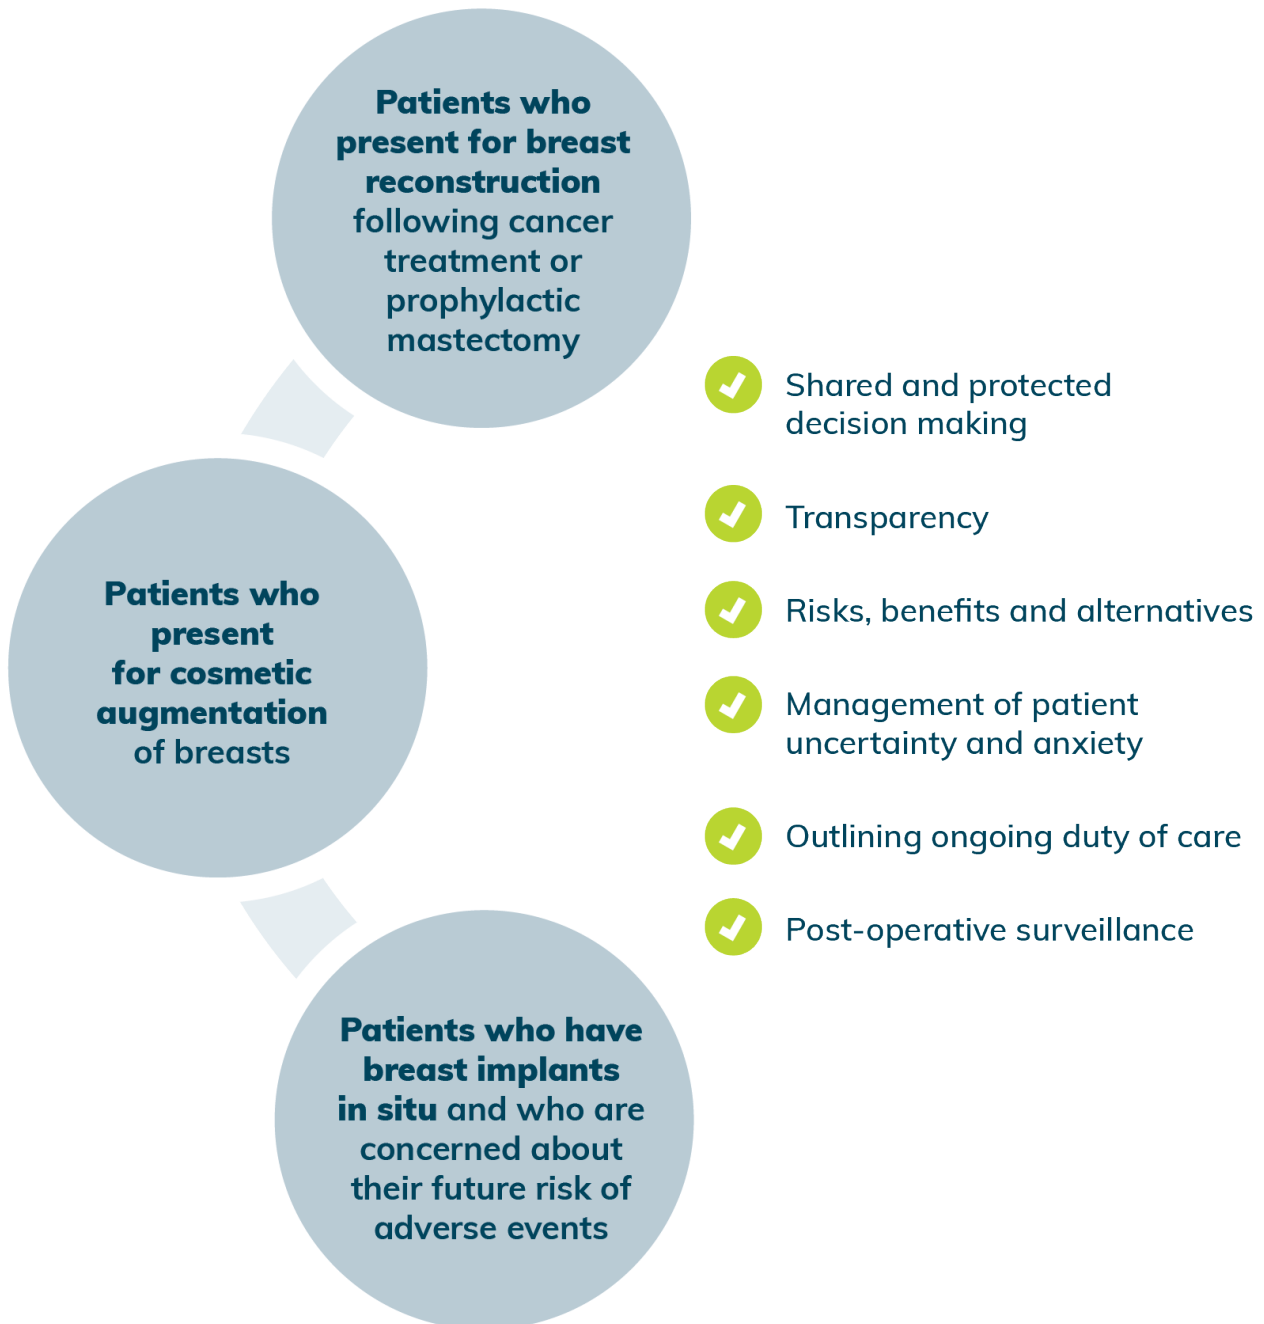 Patients who
present for breast
reconstruction
following cancer
treatment or
prophylactic
mastectomy
Patients who
present
for cosmetic
augmentation
of breasts
Patients who have
breast implants
in situ and who are
concerned about
their future risk of
adverse events
Shared and protected
decision making
Transparency
Risks, benefits and alternatives
Management of patient
uncertainty and anxiety
Outlining ongoing duty of care
Post-operative surveillance